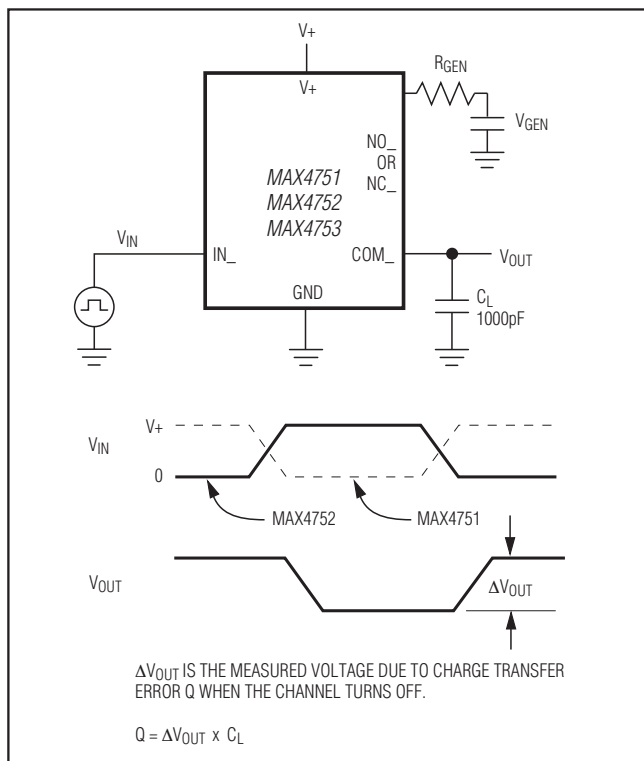 V+
V+
RGEN
VGEN
NO_
OR
NC_
MAX4751
MAX4752
MAX4753
VIN
IN_
COM_
VOUT
GND
CL
1000pF
V+
VIN
0
MAX4752
MAX4751
VOUT
ΔVOUT
ΔVOUT IS THE MEASURED VOLTAGE DUE TO CHARGE TRANSFER
ERROR Q WHEN THE CHANNEL TURNS OFF.
Q = ΔVOUT x CL